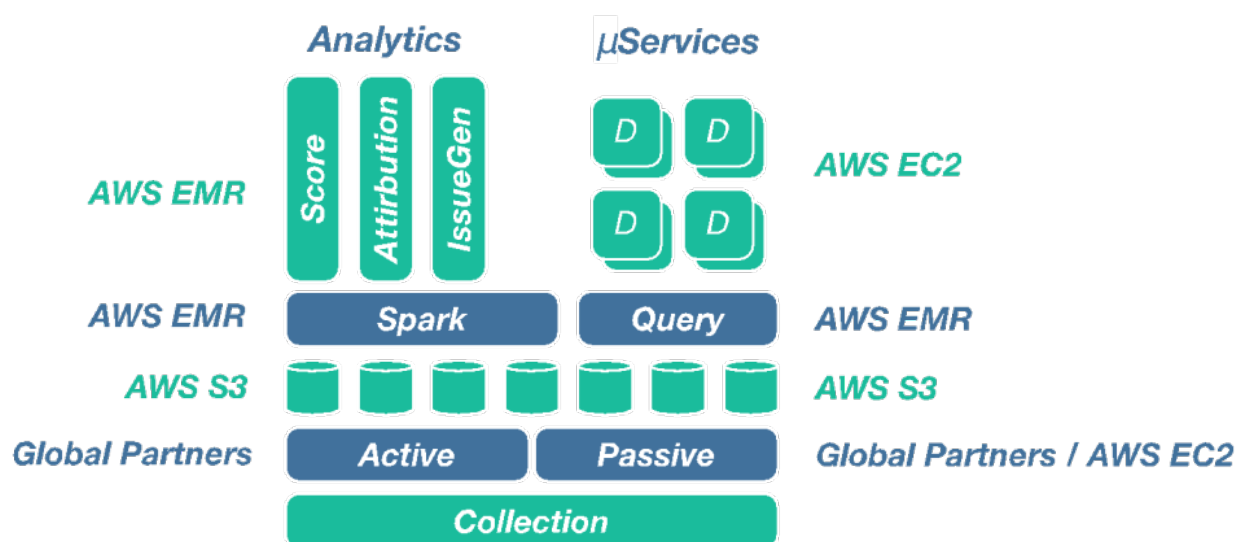 Analytics
µServices
Score
Attirbution
IssueGen
D
D
D
D
AWS EMR
AWS EC2
AWS EMR
Spark
Query
AWS EMR
AWS S3
AWS S3
Global Partners
Active
Passive
Global Partners / AWS EC2
Collection